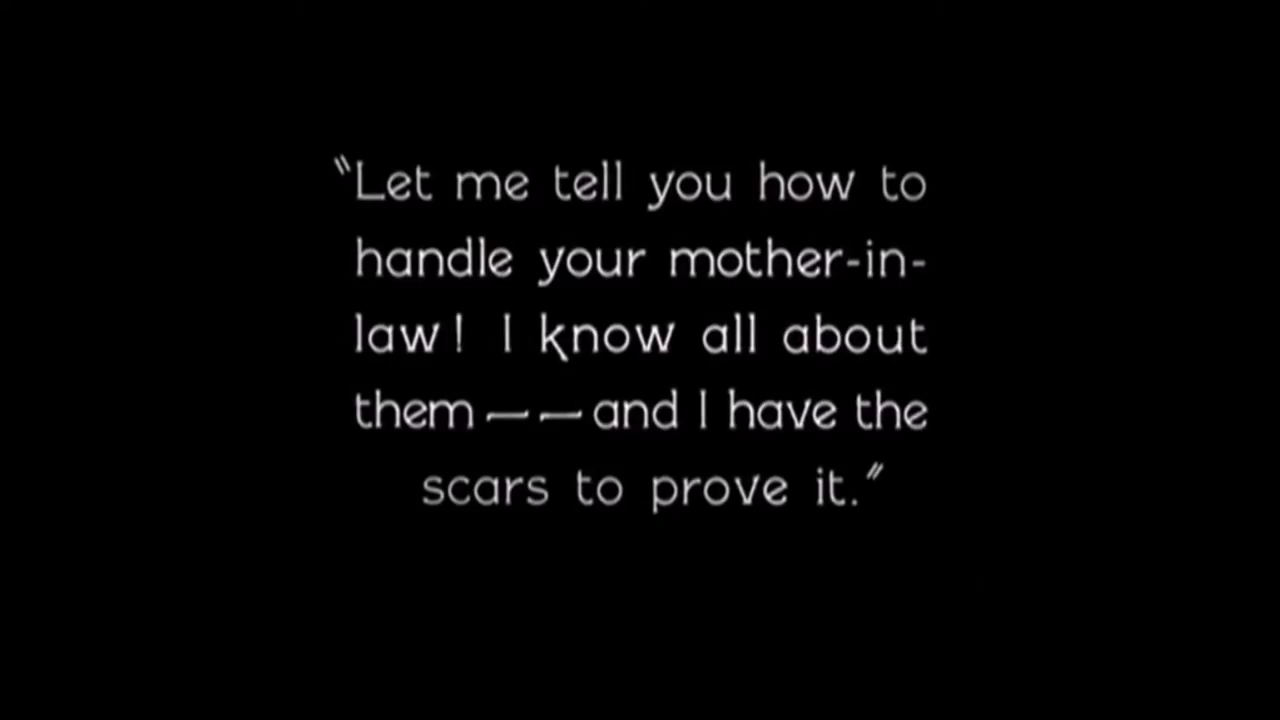 "Let me tell you how to
handle your mother-in-
law! I know all about
them——and I have the
scars to prove it."